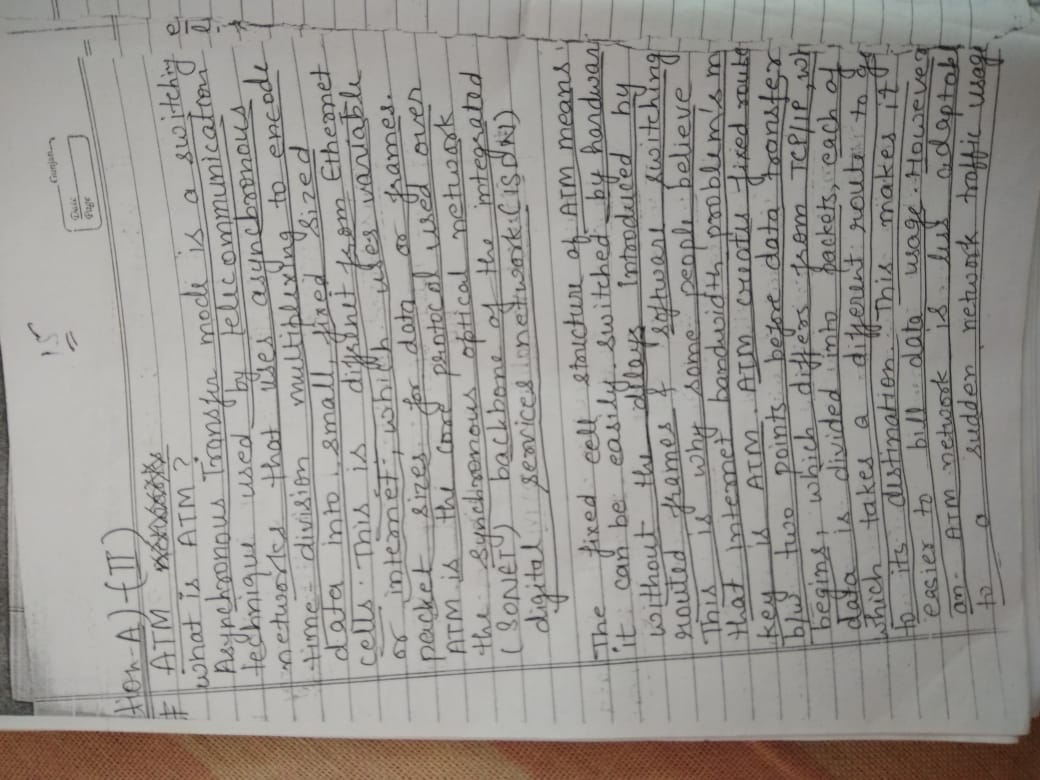 Gunjan
Date
Page
15
tion-A) - (II)
# ATM
what is ATM?
Asynchronous Transfer mode is a switching
technique used by telecommunication
networks that uses asynchronous
time-division multiplexing to encode
data into small, fixed sized
cells. This is different from Ethernet
or internet, which uses variable
packet sizes for data or frames.
ATM is the core protocol used over
the synchronous optical network
(SONET) backbone of the integrated
digital services network.(ISDN)
The fixed cell structure of ATM means
it can be easily switched by hardwar
without the delays introduced by
routed frames & software switching
This is why some people believe
that internet bandwidth problem's
key is ATM. ATM creates fixed route
b/w two points before data transfer
begins, which differs from TCP/IP, wh
data is divided into packets, each of
which takes a different route to g
to its destination. This makes it
easier to bill data usage. However
an ATM network is less adaptabl
to a sudden network traffic usage